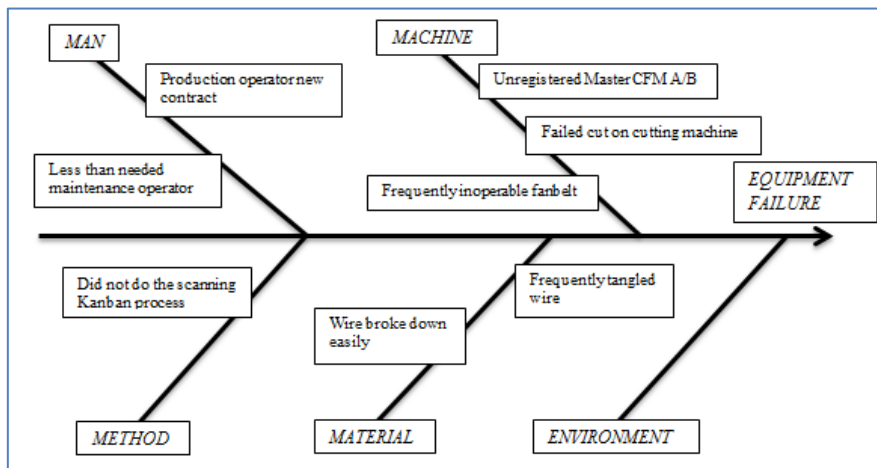 MAN
MACHINE
Production operator new
contract
Unregistered Master CFM A/B
Failed cut on cutting machine
Less than needed
maintenance operator
Frequently inoperable fanbelt
EQUIPMENT
FAILURE
Did not do the scanning
Kanban process
Frequently tangled
wire
Wire broke down
easily
METHOD
MATERIAL
ENVIRONMENT